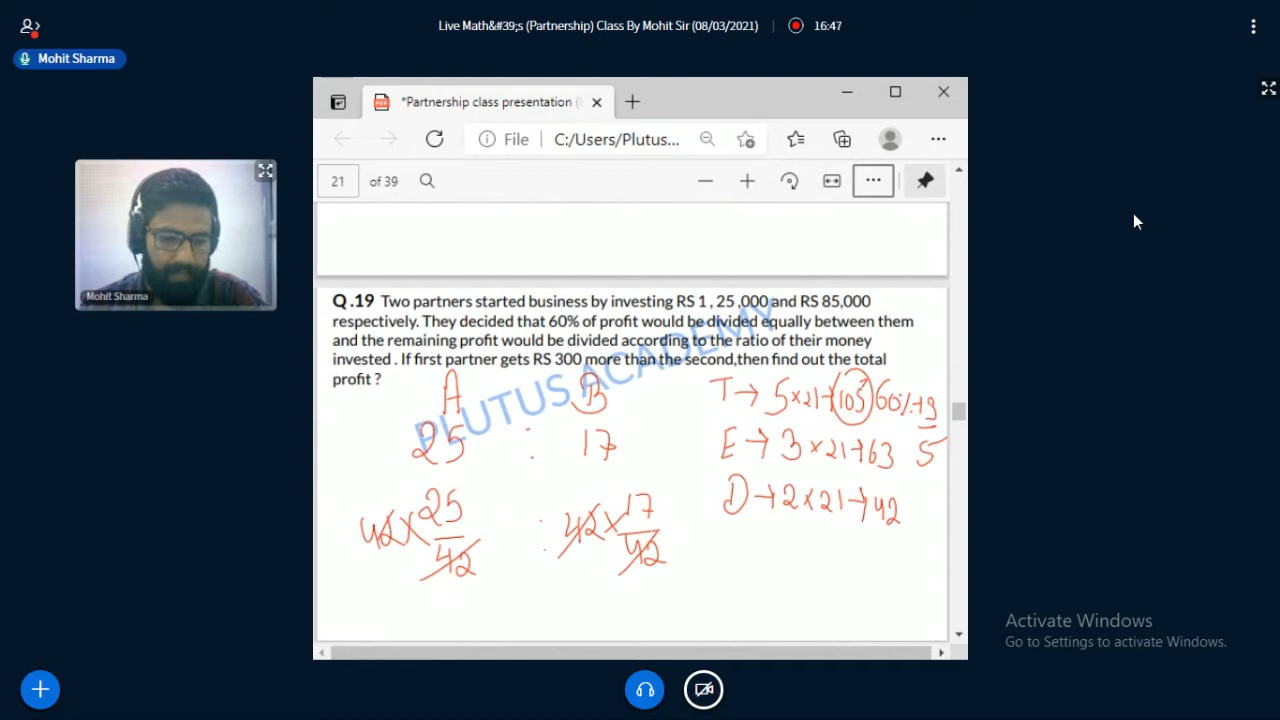 Live Math&#39;s (Partnership) Class By Mohit Sir (08/03/2021) 16:47
Mohit Sharma
*Partnership class presentation (
File C:/Users/Plutus...
21 of 39
Mohit Sharma
Q.19 Two partners started business by investing RS 1 , 25 ,000 and RS 85,000
respectively. They decided that 60% of profit would be divided equally between them
and the remaining profit would be divided according to the ratio of their money
invested . If first partner gets RS 300 more than the second,then find out the total
profit ?
PLUTUS ACADEMY
A B
25 : 17
42 × 25/42 : 42 × 17/42
T → 5 × 21 → 105 60% → 3/5
E → 3 × 21 → 63
D → 2 × 21 → 42
Activate Windows
Go to Settings to activate Windows.